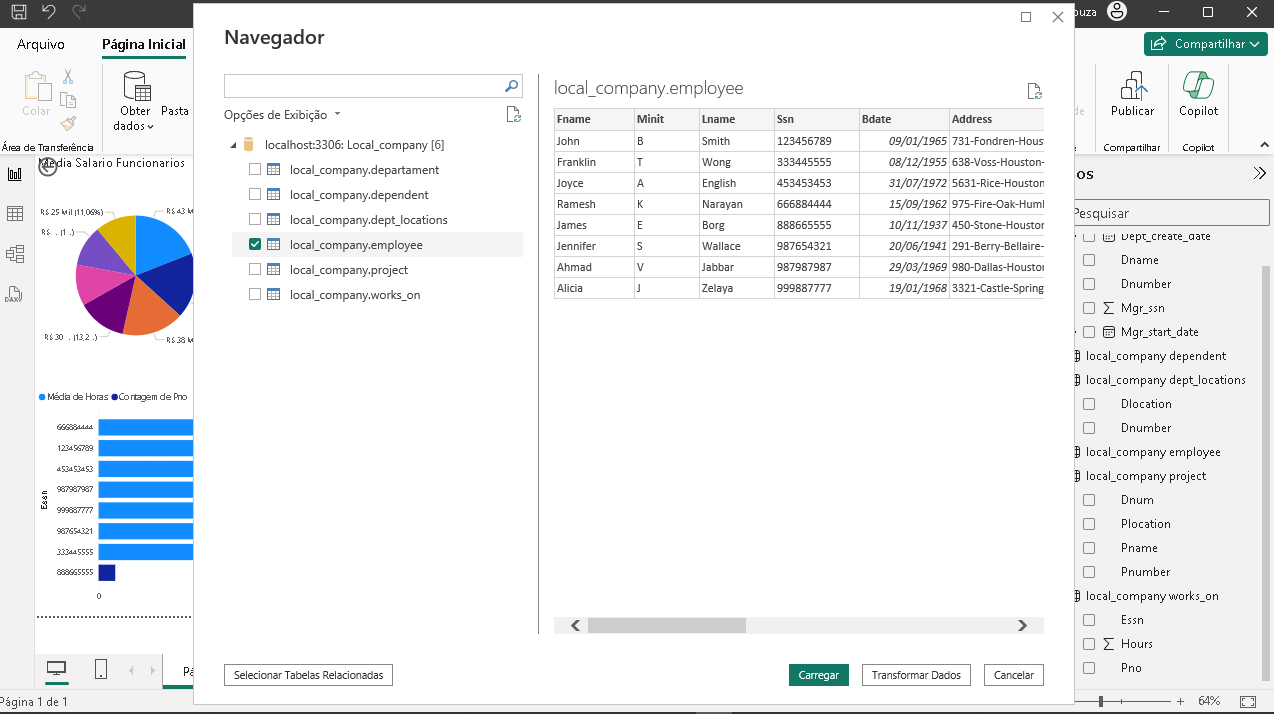 ouza
Arquivo
Página Inicial
Compartilhar
Colar
Obter
dados
Pasta
Publicar
Copilot
Área de Transferência
Compartilhar
Copilot
Média Salario Funcionarios
R$ 25 Mil (11,06%)
R$ 43 M
R$ 30
(13,2...)
R$ 38 M
Média de Horas
Contagem de Pno
Essn
666884444
123456789
453453453
987987987
999887777
987654321
333445555
888665555
0
Página 1 de 1
Navegador
Opções de Exibição
localhost:3306: Local_company [6]
local_company.departament
local_company.dependent
local_company.dept_locations
local_company.employee
local_company.project
local_company.works_on
local_company.employee
Fname Minit Lname Ssn Bdate Address
John B Smith 123456789 09/01/1965 731-Fondren-Hous
Franklin T Wong 333445555 08/12/1955 638-Voss-Houston-
Joyce A English 453453453 31/07/1972 5631-Rice-Houston
Ramesh K Narayan 666884444 15/09/1962 975-Fire-Oak-Huml
James E Borg 888665555 10/11/1937 450-Stone-Houston
Jennifer S Wallace 987654321 20/06/1941 291-Berry-Bellaire-
Ahmad V Jabbar 987987987 29/03/1969 980-Dallas-Houston
Alicia J Zelaya 999887777 19/01/1968 3321-Castle-Spring
Selecionar Tabelas Relacionadas
Carregar
Transformar Dados
Cancelar
os
Pesquisar
Dept_create_date
Dname
Dnumber
Mgr_ssn
Mgr_start_date
local_company dependent
local_company dept_locations
Dlocation
Dnumber
local_company employee
local_company project
Dnum
Plocation
Pname
Pnumber
local_company works_on
Essn
Hours
Pno
64%